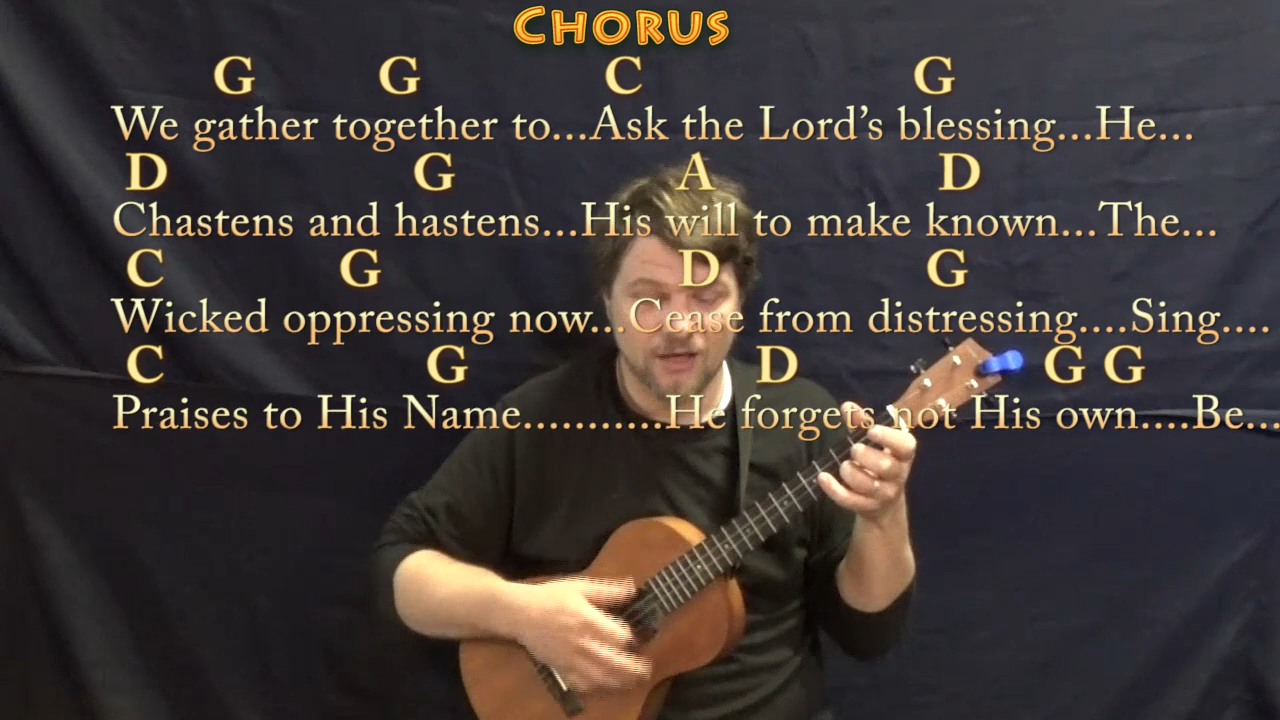 CHORUS
G G C G
We gather together to...Ask the Lord's blessing...He...
D G A D
Chastens and hastens...His will to make known...The...
C G D G
Wicked oppressing now...Cease from distressing....Sing....
C G D G G
Praises to His Name...........He forgets not His own....Be...